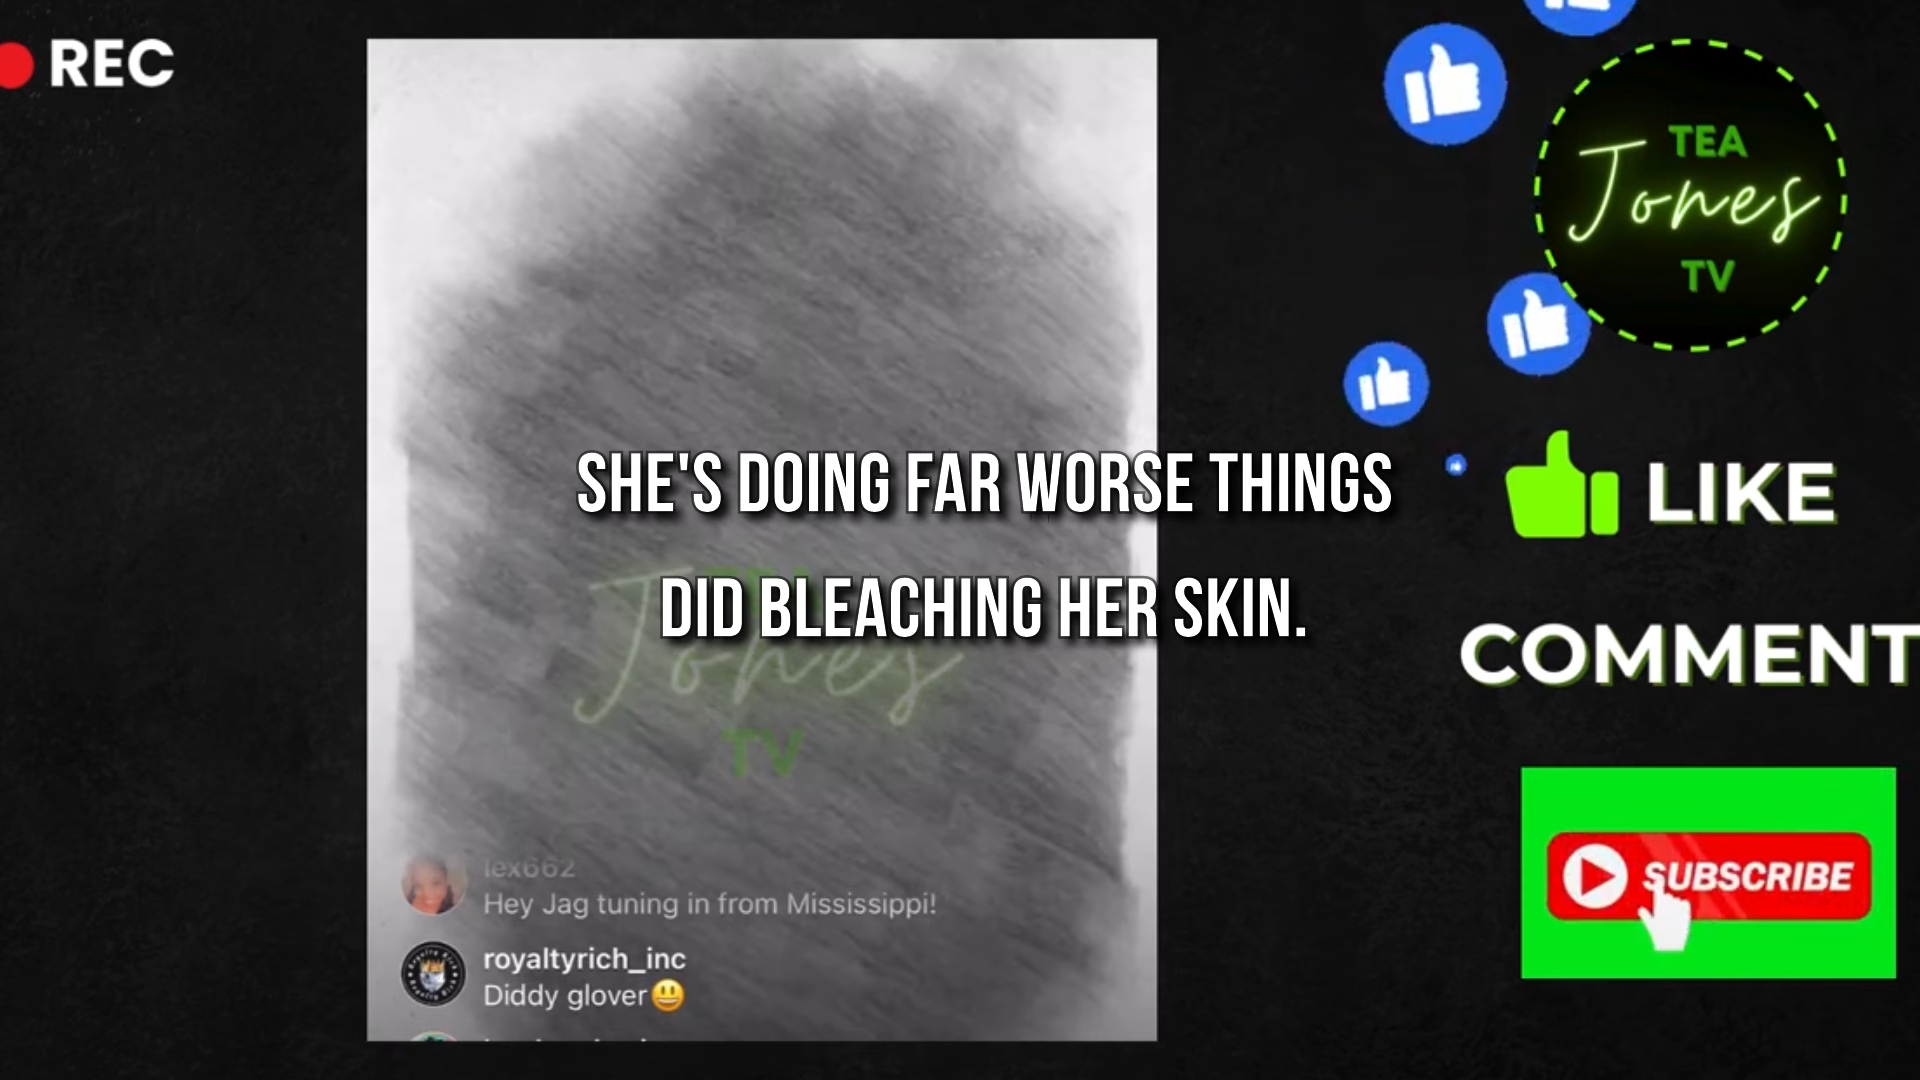 REC
TEA
Jones
TV
LIKE
SHE'S DOING FAR WORSE THINGS
DID BLEACHING HER SKIN.
COMMENT
Jones
TV
lex662
Hey Jag tuning in from Mississippi!
SUBSCRIBE
royaltyrich_inc
Diddy glover😃